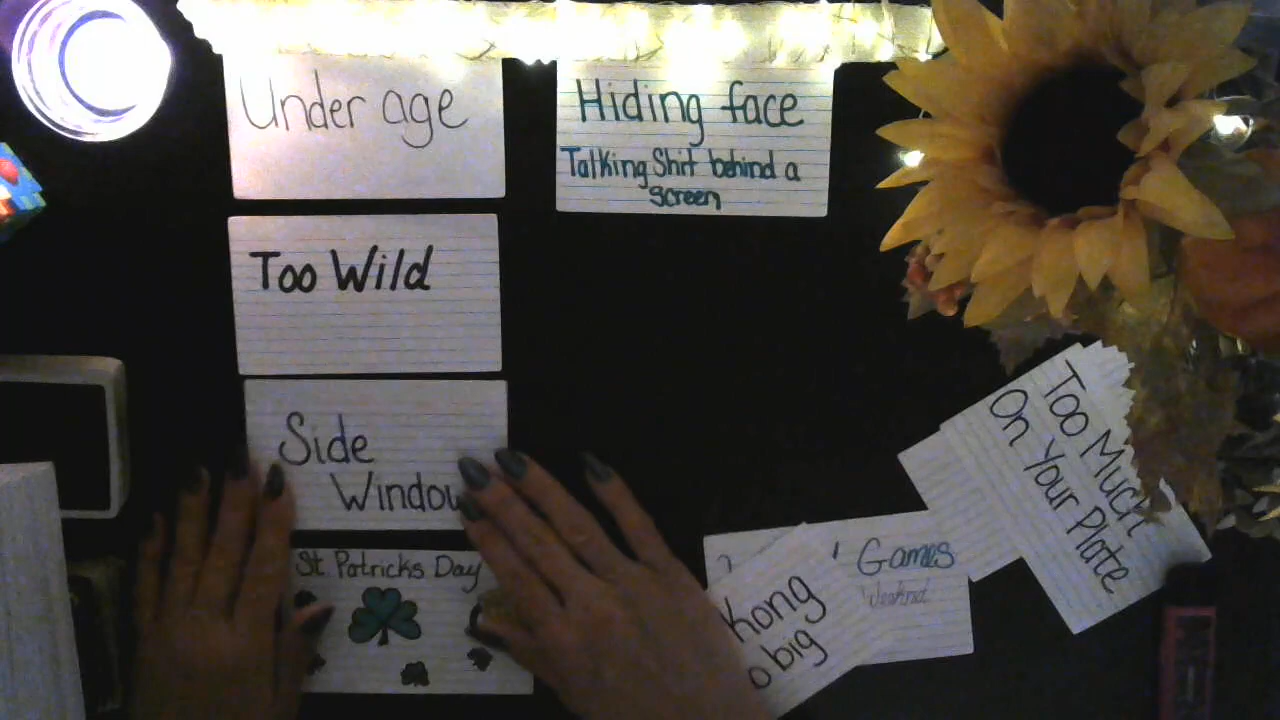 Under age
Hiding face
Talking Shit behind a
screen
Too Wild
Side
Window
St. Patricks Day
Games
Weaknd
Kong
o big
Too Much
On Your Plate